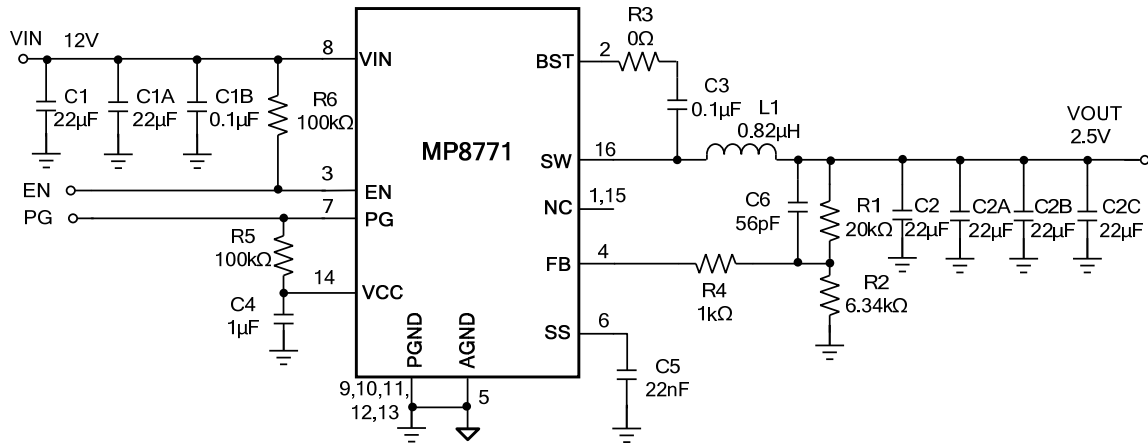 VIN
12V
C1
22μF
C1A
22μF
C1B
0.1μF
R6
100kΩ
EN
PG
R5
100kΩ
C4
1μF
8
3
7
14
VIN
EN
PG
VCC
MP8771
BST
SW
NC
FB
SS
PGND
AGND
9,10,11,
12,13
5
2
16
1,15
4
6
R3
0Ω
C3
0.1μF
L1
0.82μH
C6
56pF
R4
1kΩ
C5
22nF
R1
20kΩ
R2
6.34kΩ
C2
22μF
C2A
22μF
C2B
22μF
C2C
22μF
VOUT
2.5V